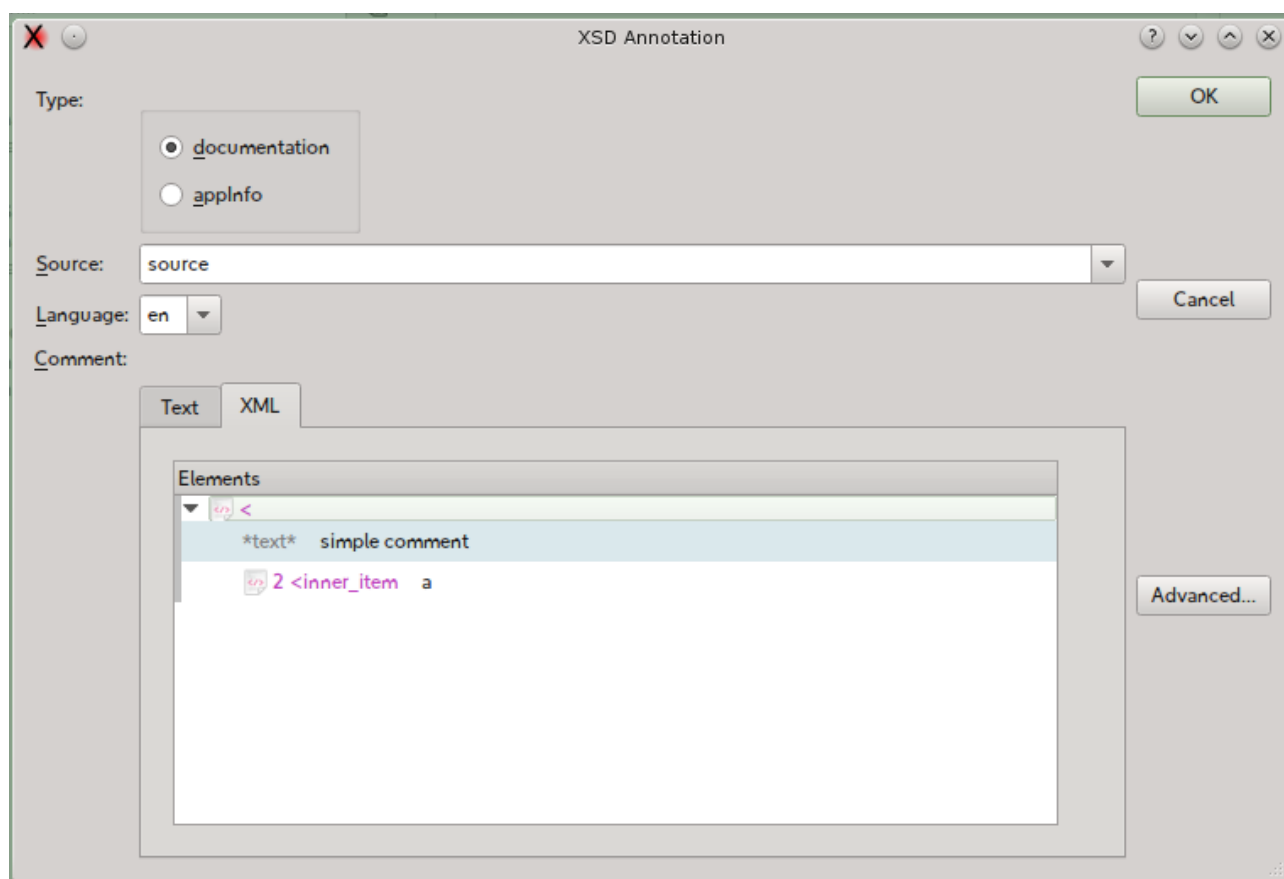 XSD Annotation
Type:
OK
documentation
appInfo
Source:
source
Cancel
Language:
en
Comment:
Text
XML
Elements
<
*text* simple comment
2 <inner_item a
Advanced...